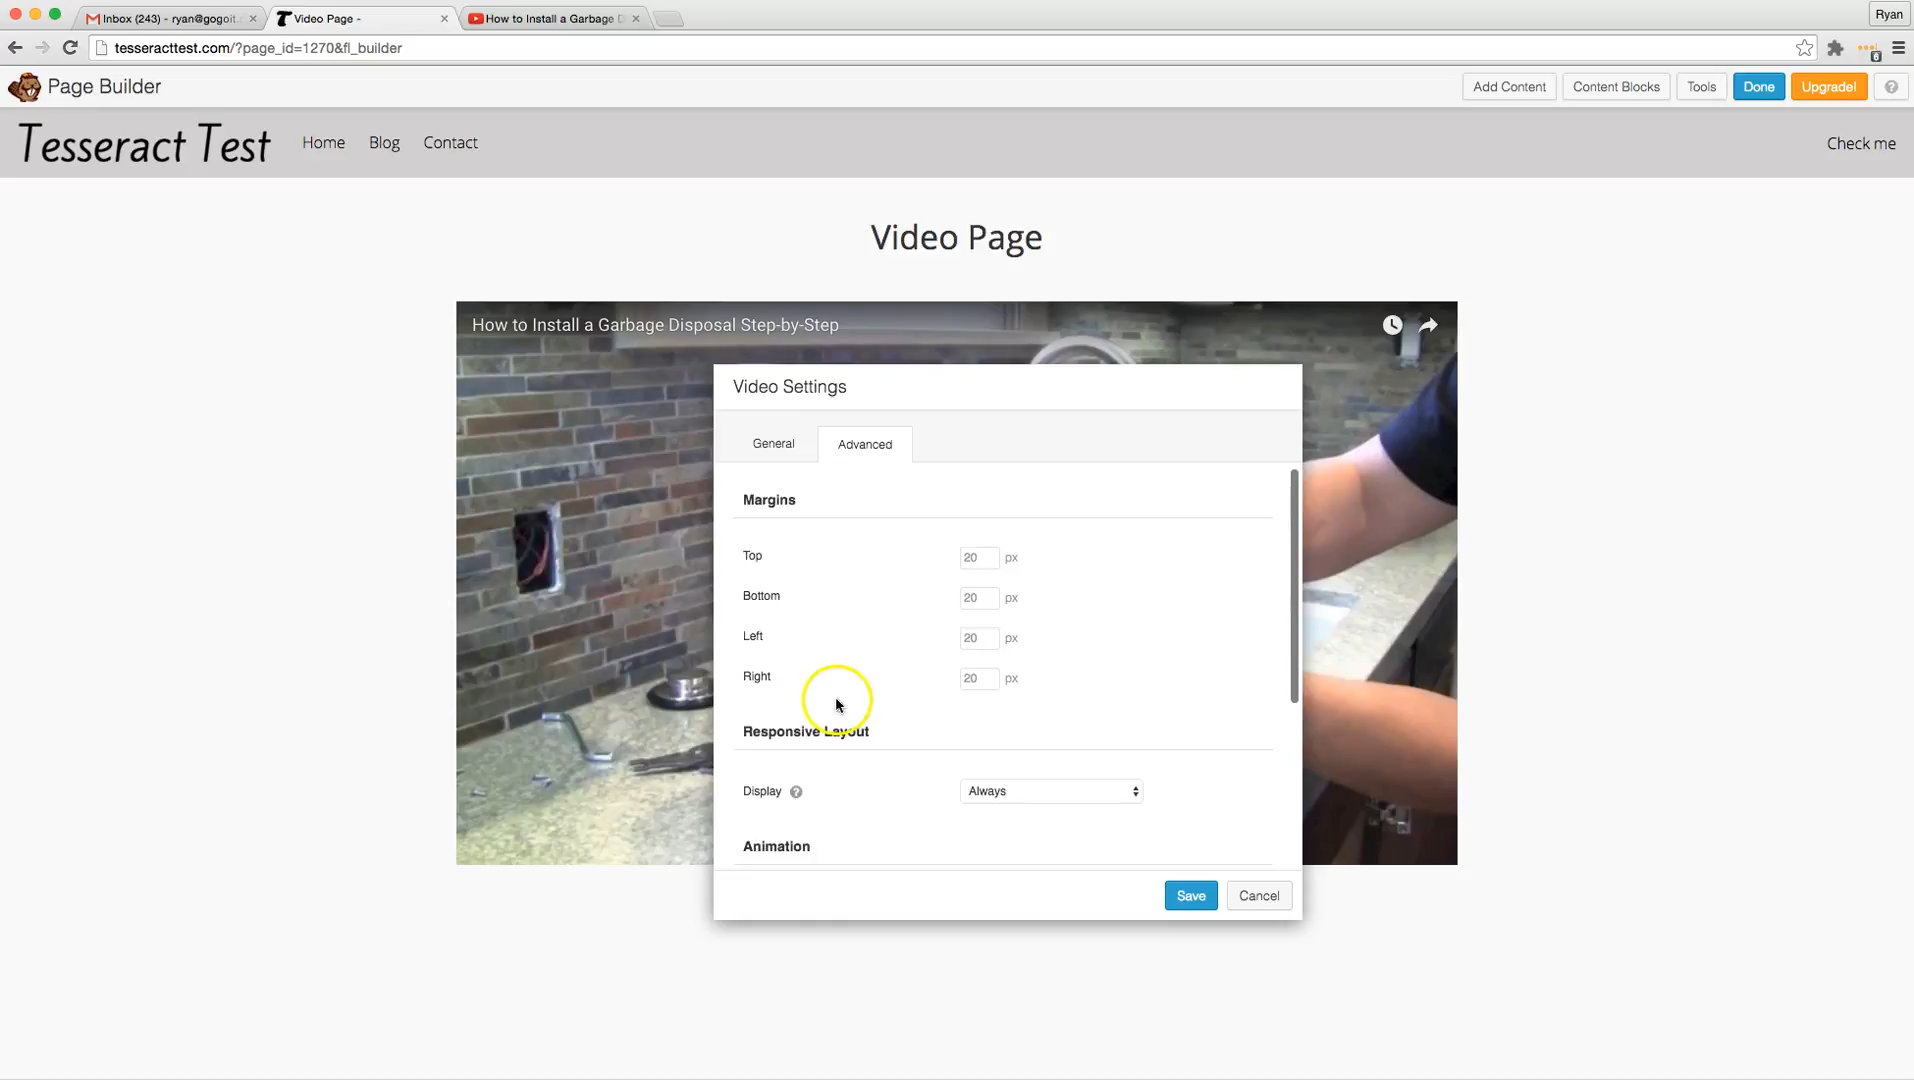 Inbox (243) - ryan@gogoit.
Video Page -
How to Install a Garbage D
Ryan
tesseracttest.com/?page_id=1270&fl_builder
6
Page Builder
Add Content
Content Blocks
Tools
Done
Upgrade!
?
Tesseract Test
Home
Blog
Contact
Check me
Video Page
How to Install a Garbage Disposal Step-by-Step
Video Settings
General
Advanced
Margins
Top
20 px
Bottom
20 px
Left
20 px
Right
20 px
Responsive Layout
Display ?
Always
Animation
Save
Cancel